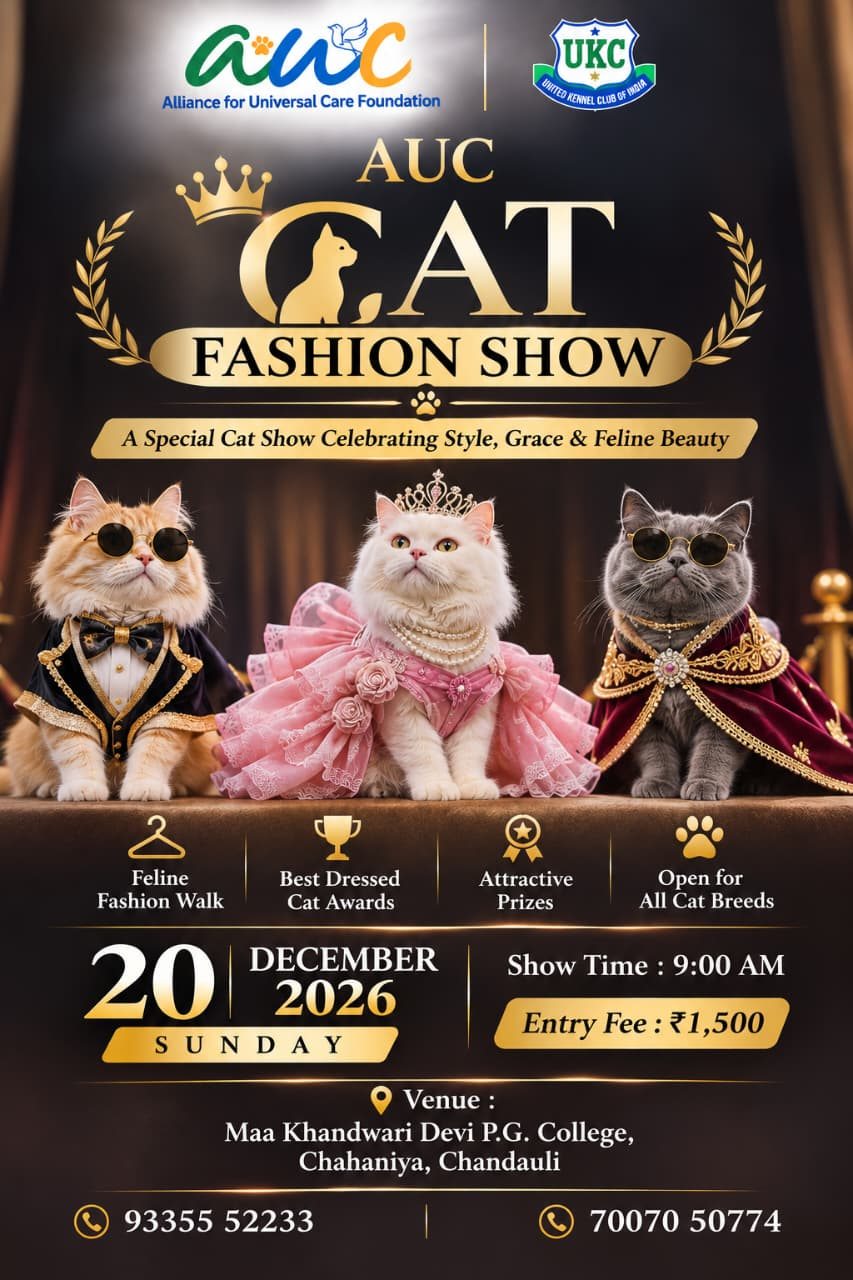 auc
Alliance for Universal Care Foundation
UKC
UNITED KENNEL CLUB OF INDIA
AUC
CAT
FASHION SHOW
A Special Cat Show Celebrating Style, Grace & Feline Beauty
Feline
Fashion Walk
Best Dressed
Cat Awards
Attractive
Prizes
Open for
All Cat Breeds
20
DECEMBER
2026
SUNDAY
Show Time : 9:00 AM
Entry Fee : ₹1,500
Venue :
Maa Khandwari Devi P.G. College,
Chahaniya, Chandauli
93355 52233
70070 50774